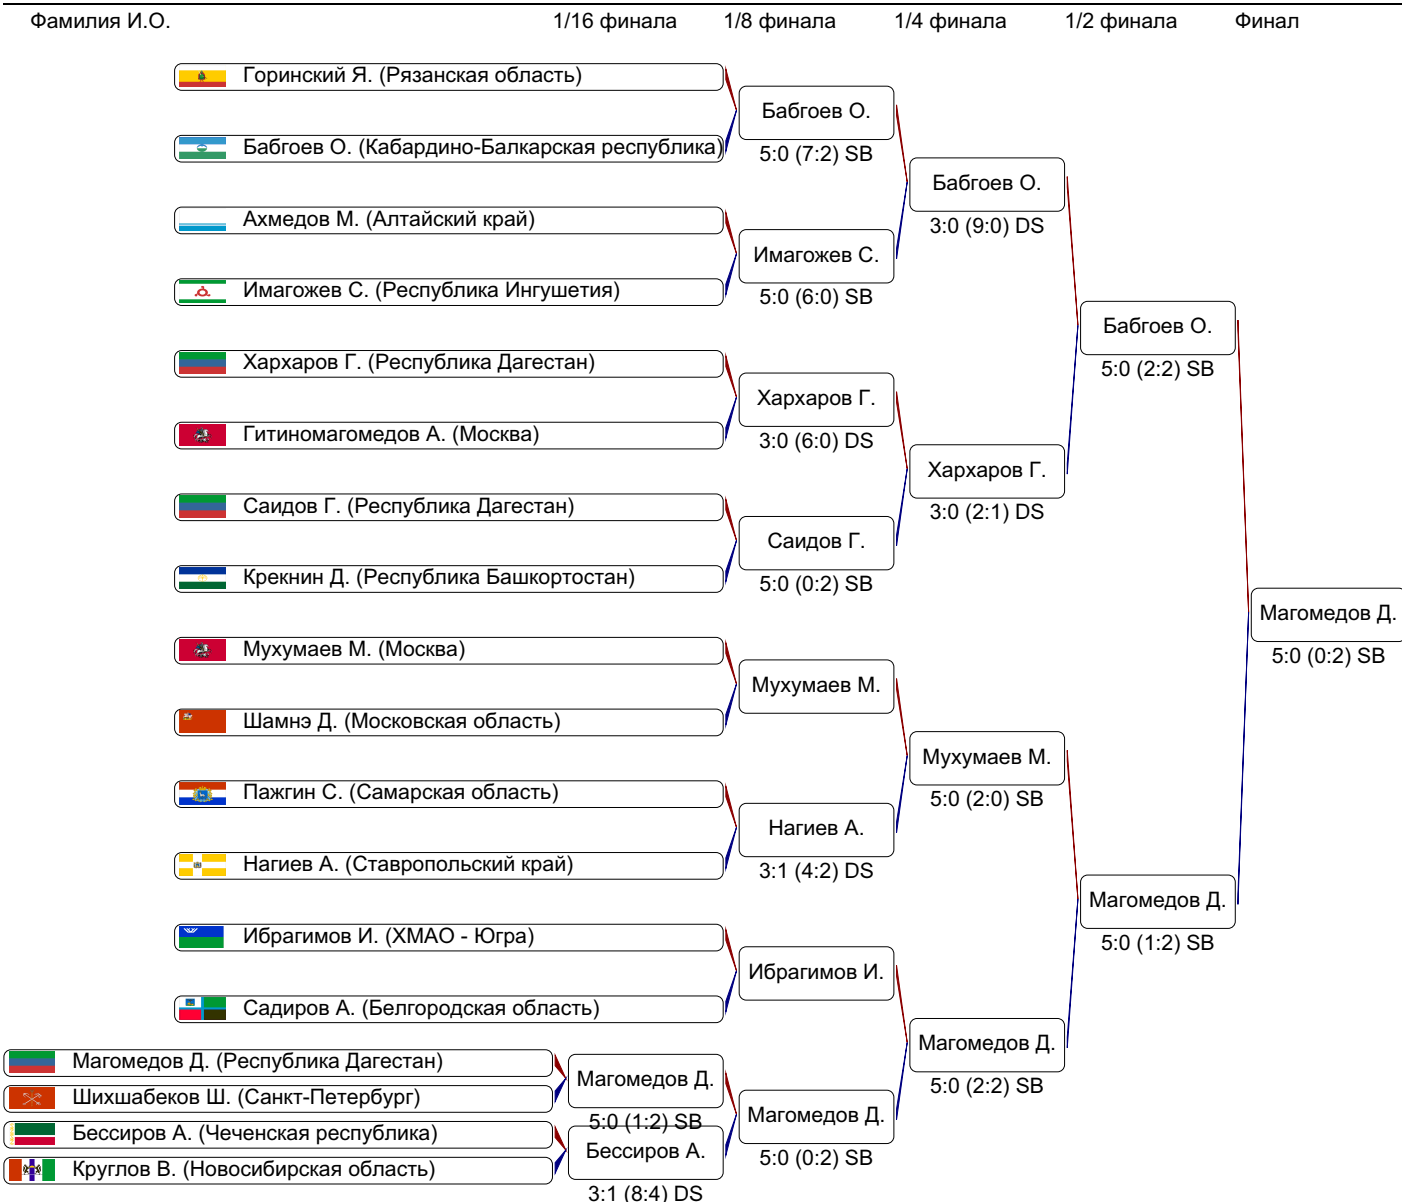 Фамилия И.О. 1/16 финала 1/8 финала 1/4 финала 1/2 финала Финал
Горинский Я. (Рязанская область)
Бабгоев О.
Бабгоев О. (Кабардино-Балкарская республика)
5:0 (7:2) SB
Бабгоев О.
3:0 (9:0) DS
Ахмедов М. (Алтайский край)
Имагожев С.
Имагожев С. (Республика Ингушетия)
5:0 (6:0) SB
Бабгоев О.
5:0 (2:2) SB
Хархаров Г. (Республика Дагестан)
Хархаров Г.
Гитиномагомедов А. (Москва)
3:0 (6:0) DS
Хархаров Г.
3:0 (2:1) DS
Саидов Г. (Республика Дагестан)
Саидов Г.
Крекнин Д. (Республика Башкортостан)
5:0 (0:2) SB
Магомедов Д.
5:0 (0:2) SB
Мухумаев М. (Москва)
Мухумаев М.
Шамнэ Д. (Московская область)
Мухумаев М.
5:0 (2:0) SB
Пажгин С. (Самарская область)
Нагиев А.
Нагиев А. (Ставропольский край)
3:1 (4:2) DS
Магомедов Д.
5:0 (1:2) SB
Ибрагимов И. (ХМАО - Югра)
Ибрагимов И.
Садиров А. (Белгородская область)
Магомедов Д.
5:0 (2:2) SB
Магомедов Д. (Республика Дагестан)
Магомедов Д.
Шихшабеков Ш. (Санкт-Петербург)
5:0 (1:2) SB
Магомедов Д.
5:0 (0:2) SB
Бессиров А. (Чеченская республика)
Бессиров А.
Круглов В. (Новосибирская область)
3:1 (8:4) DS